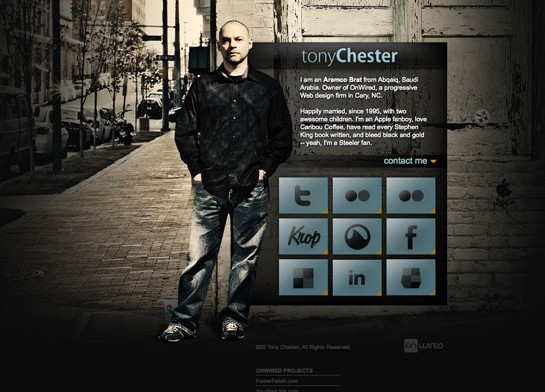 tonyChester
I am an Aramco Brat from Abqaiq, Saudi
Arabia. Owner of OnWired, a progressive
Web design firm in Cary, NC.
Happily married, since 1995, with two
awesome children. I'm an Apple fanboy, love
Caribou Coffee, have read every Stephen
King book written, and bleed black and gold
-- yeah, I'm a Steeler fan.
contact me
t
Krop
f
in
Tony Chester, All Rights Reserved.
onwired
ONWIRED PROJECTS
FooterFetish.com